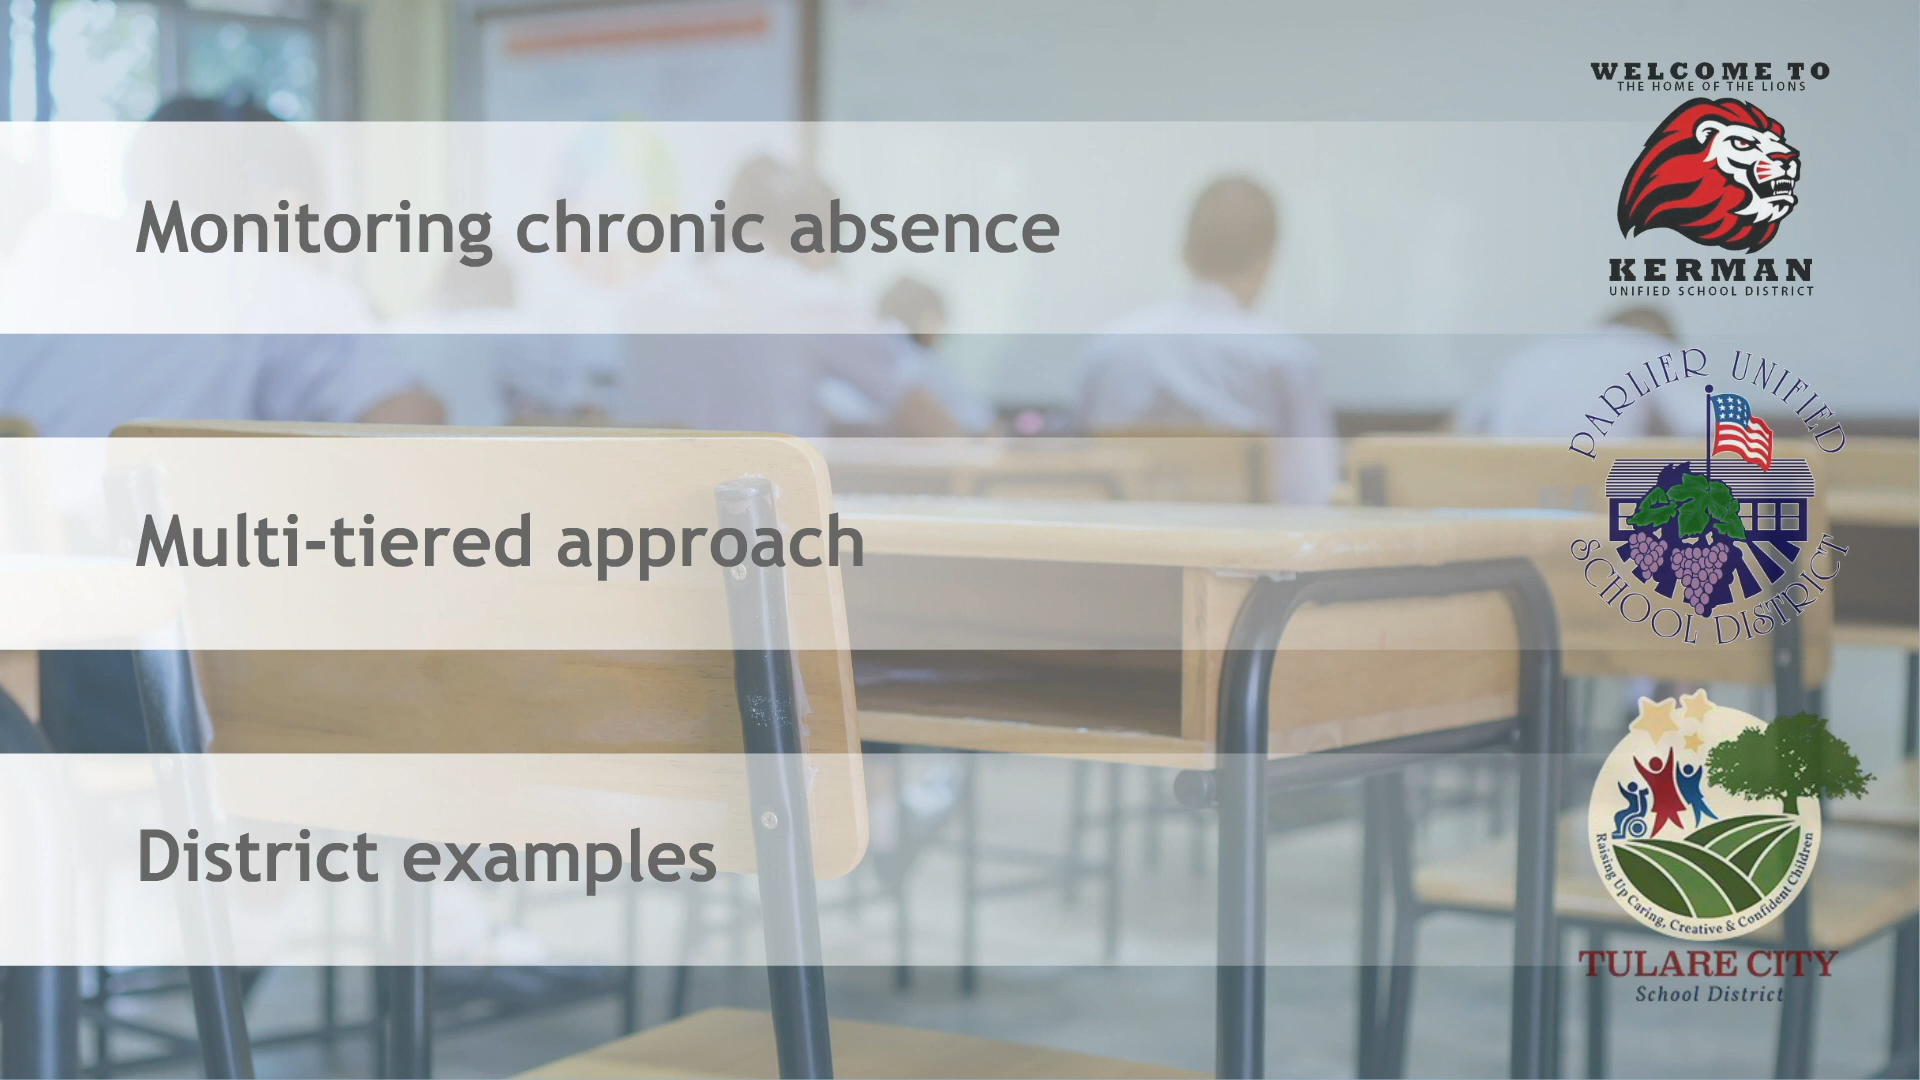 Monitoring chronic absence
Multi-tiered approach
District examples
WELCOME TO
THE HOME OF THE LIONS
KERMAN
UNIFIED SCHOOL DISTRICT
PARLIER UNIFIED
SCHOOL DISTRICT
Raising Up Caring, Creative & Confident Children
TULARE CITY
School District